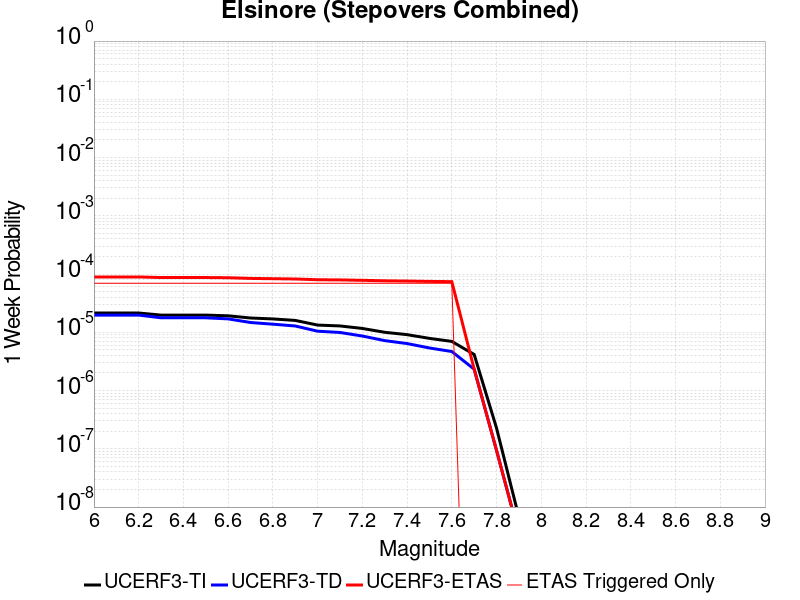 Elsinore (Stepovers Combined)
10^0
10^-1
10^-2
10^-3
10^-4
10^-5
10^-6
10^-7
10^-8
1 Week Probability
6 6.2 6.4 6.6 6.8 7 7.2 7.4 7.6 7.8 8 8.2 8.4 8.6 8.8 9
Magnitude
UCERF3-TI UCERF3-TD UCERF3-ETAS ETAS Triggered Only